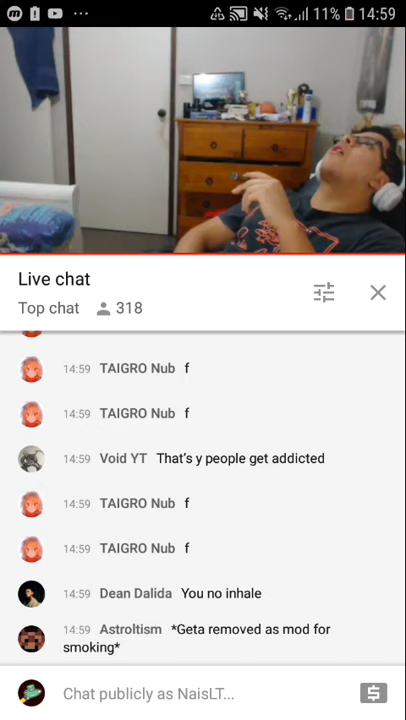 11% 14:59
Live chat
Top chat 318
14:59 TAIGRO Nub f
14:59 TAIGRO Nub f
14:59 Void YT That's y people get addicted
14:59 TAIGRO Nub f
14:59 TAIGRO Nub f
14:59 Dean Dalida You no inhale
14:59 Astroltism *Geta removed as mod for
smoking*
Chat publicly as NaisLT...